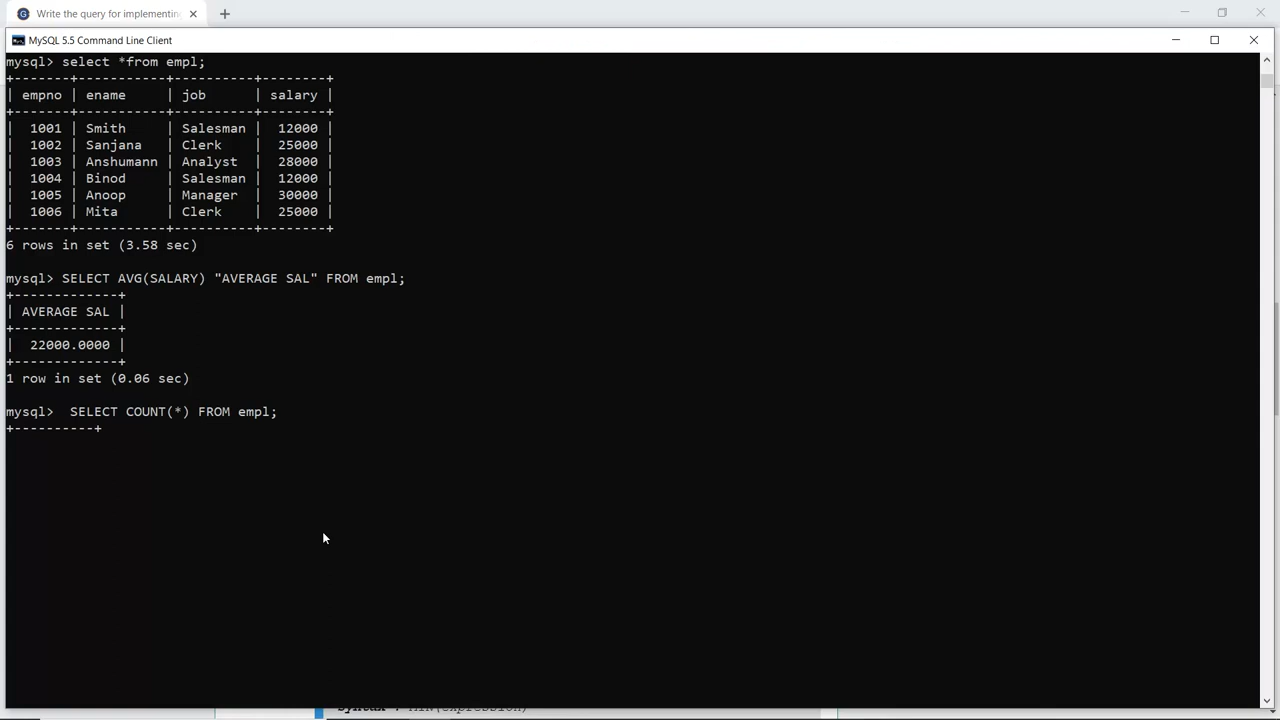 Write the query for implementing
MySQL 5.5 Command Line Client
mysql> select *from empl;
+-------+-----------+----------+--------+
| empno | ename     | job      | salary |
+-------+-----------+----------+--------+
|  1001 | Smith     | Salesman |  12000 |
|  1002 | Sanjana   | Clerk    |  25000 |
|  1003 | Anshumann | Analyst  |  28000 |
|  1004 | Binod     | Salesman |  12000 |
|  1005 | Anoop     | Manager  |  30000 |
|  1006 | Mita      | Clerk    |  25000 |
+-------+-----------+----------+--------+
6 rows in set (3.58 sec)
mysql> SELECT AVG(SALARY) "AVERAGE SAL" FROM empl;
+-------------+
| AVERAGE SAL |
+-------------+
|  22000.0000 |
+-------------+
1 row in set (0.06 sec)
mysql>  SELECT COUNT(*) FROM empl;
+----------+